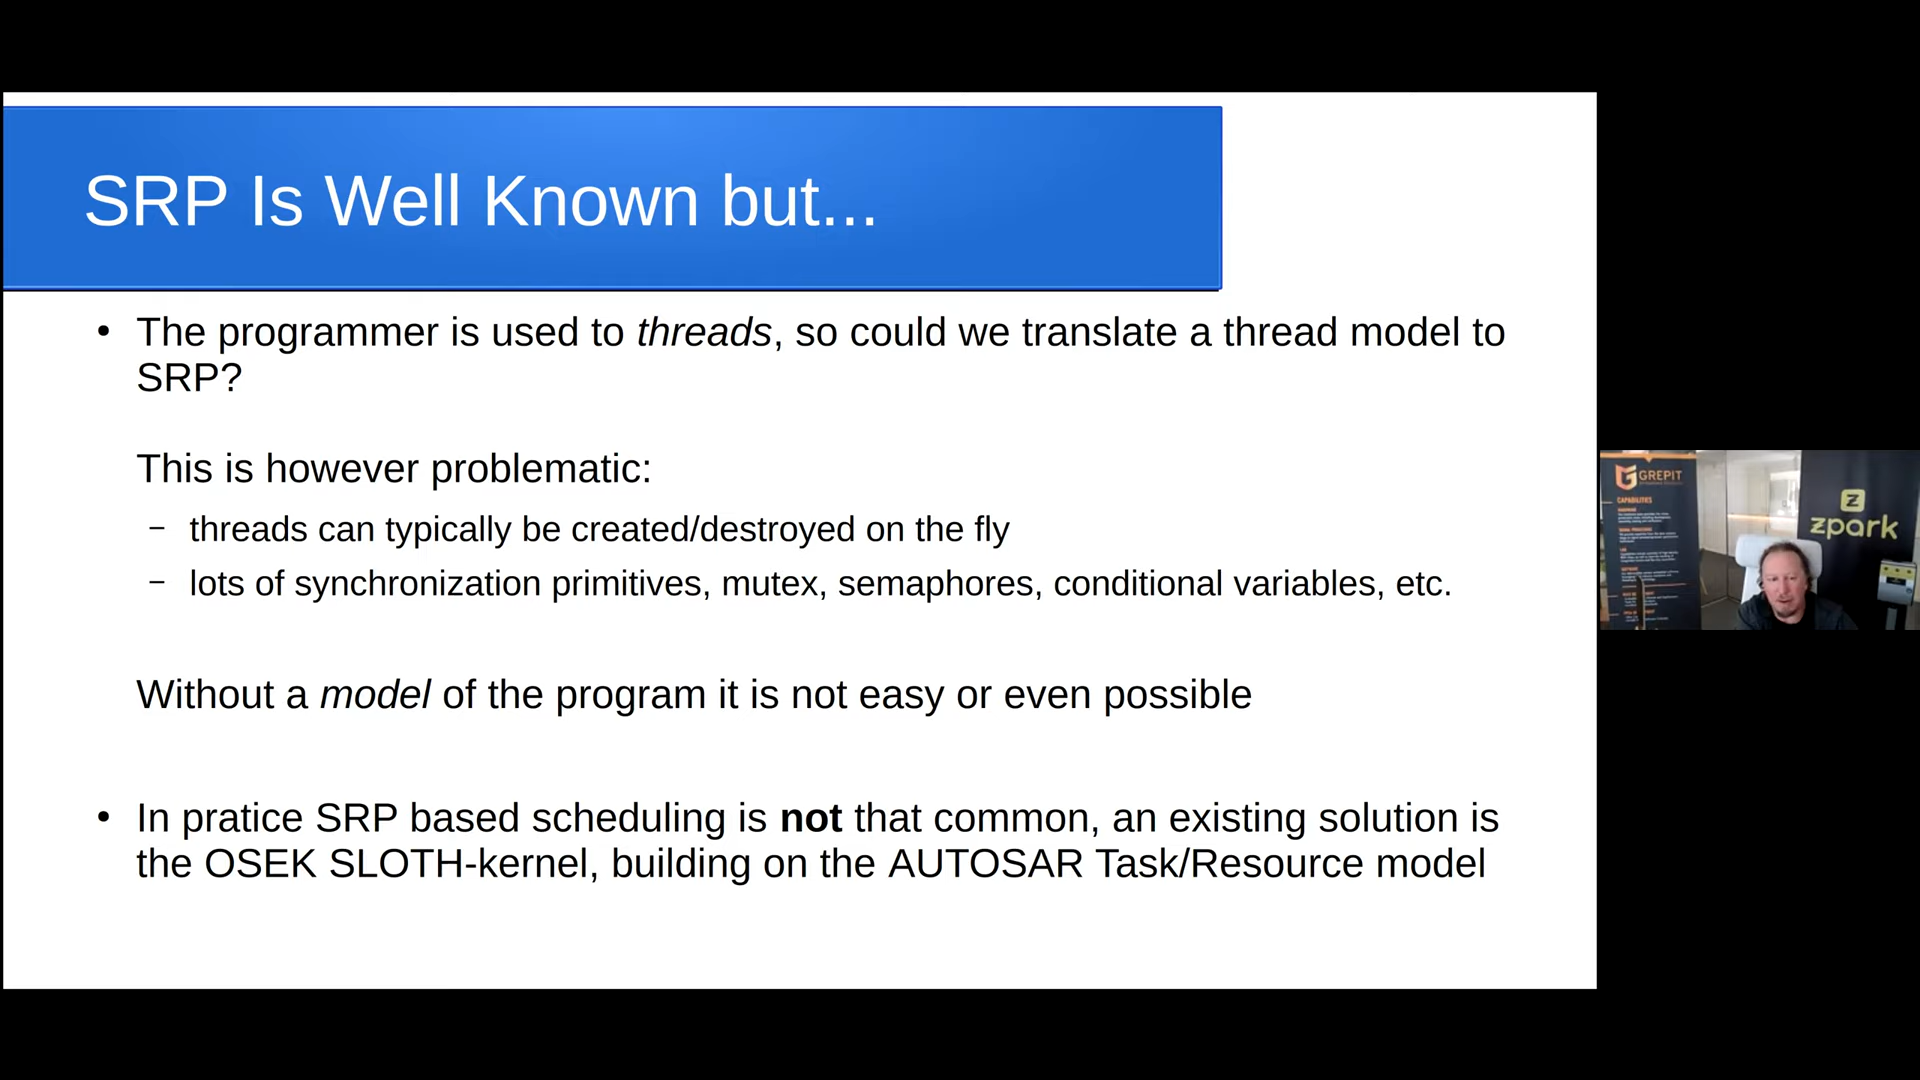 SRP Is Well Known but...
• The programmer is used to threads, so could we translate a thread model to
SRP?
This is however problematic:
– threads can typically be created/destroyed on the fly
– lots of synchronization primitives, mutex, semaphores, conditional variables, etc.
Without a model of the program it is not easy or even possible
• In pratice SRP based scheduling is not that common, an existing solution is
the OSEK SLOTH-kernel, building on the AUTOSAR Task/Resource model
GREPIT
CAPABILITIES
z
zpark